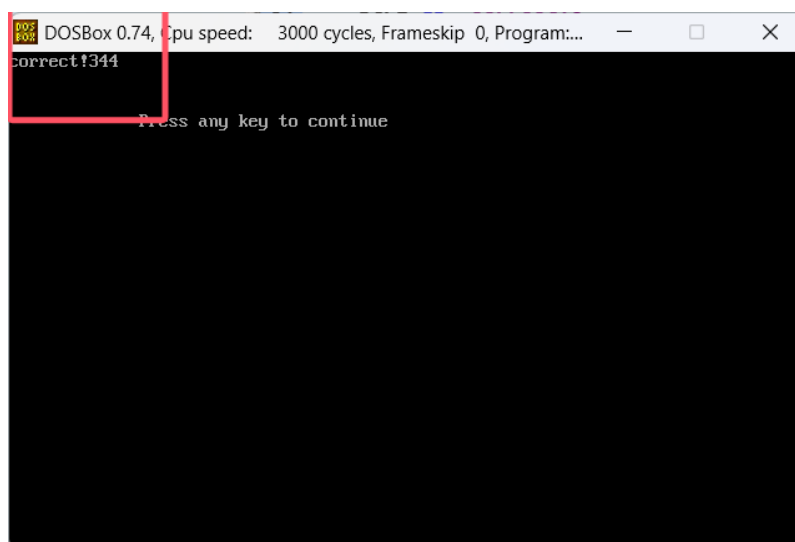 DOSBox 0.74, Cpu speed: 3000 cycles, Frameskip 0, Program:...
correct!344
Press any key to continue